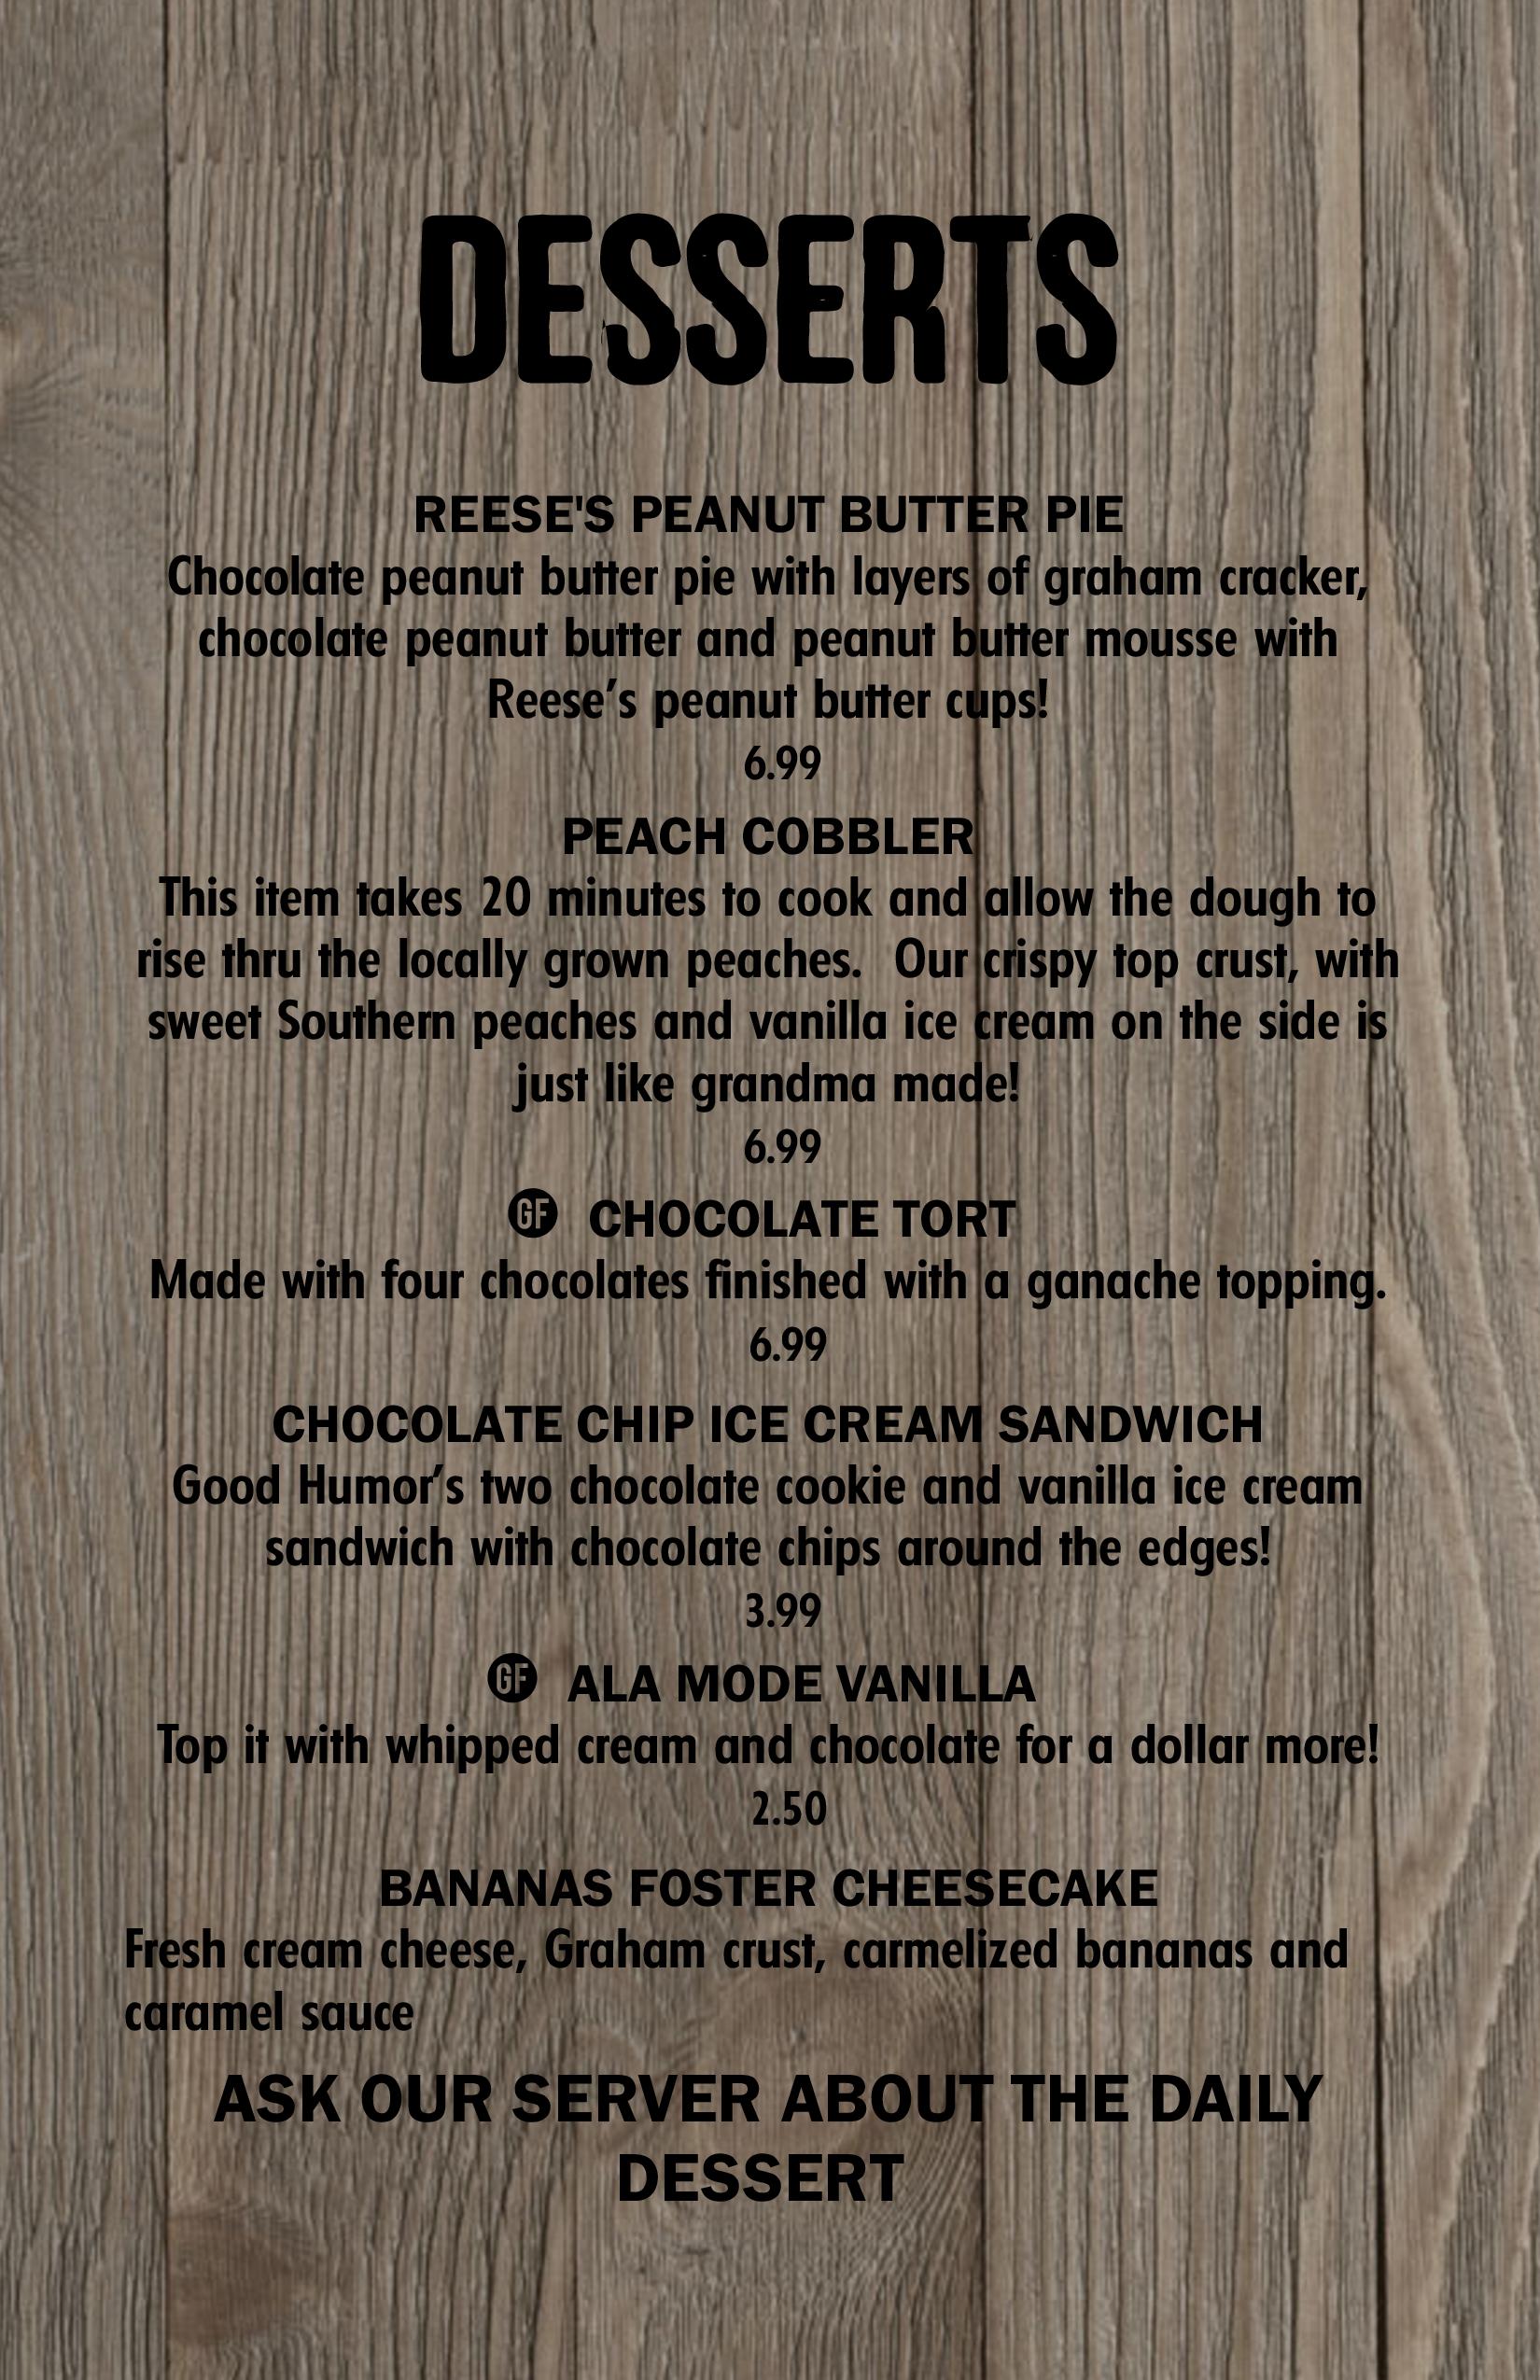 DESSERTS
REESE'S PEANUT BUTTER PIE
Chocolate peanut butter pie with layers of graham cracker,
chocolate peanut butter and peanut butter mousse with
Reese’s peanut butter cups!
6.99
PEACH COBBLER
This item takes 20 minutes to cook and allow the dough to
rise thru the locally grown peaches.  Our crispy top crust, with
sweet Southern peaches and vanilla ice cream on the side is
just like grandma made!
6.99
GF CHOCOLATE TORT
Made with four chocolates finished with a ganache topping.
6.99
CHOCOLATE CHIP ICE CREAM SANDWICH
Good Humor’s two chocolate cookie and vanilla ice cream
sandwich with chocolate chips around the edges!
3.99
GF ALA MODE VANILLA
Top it with whipped cream and chocolate for a dollar more!
2.50
BANANAS FOSTER CHEESECAKE
Fresh cream cheese, Graham crust, carmelized bananas and
caramel sauce
ASK OUR SERVER ABOUT THE DAILY
DESSERT